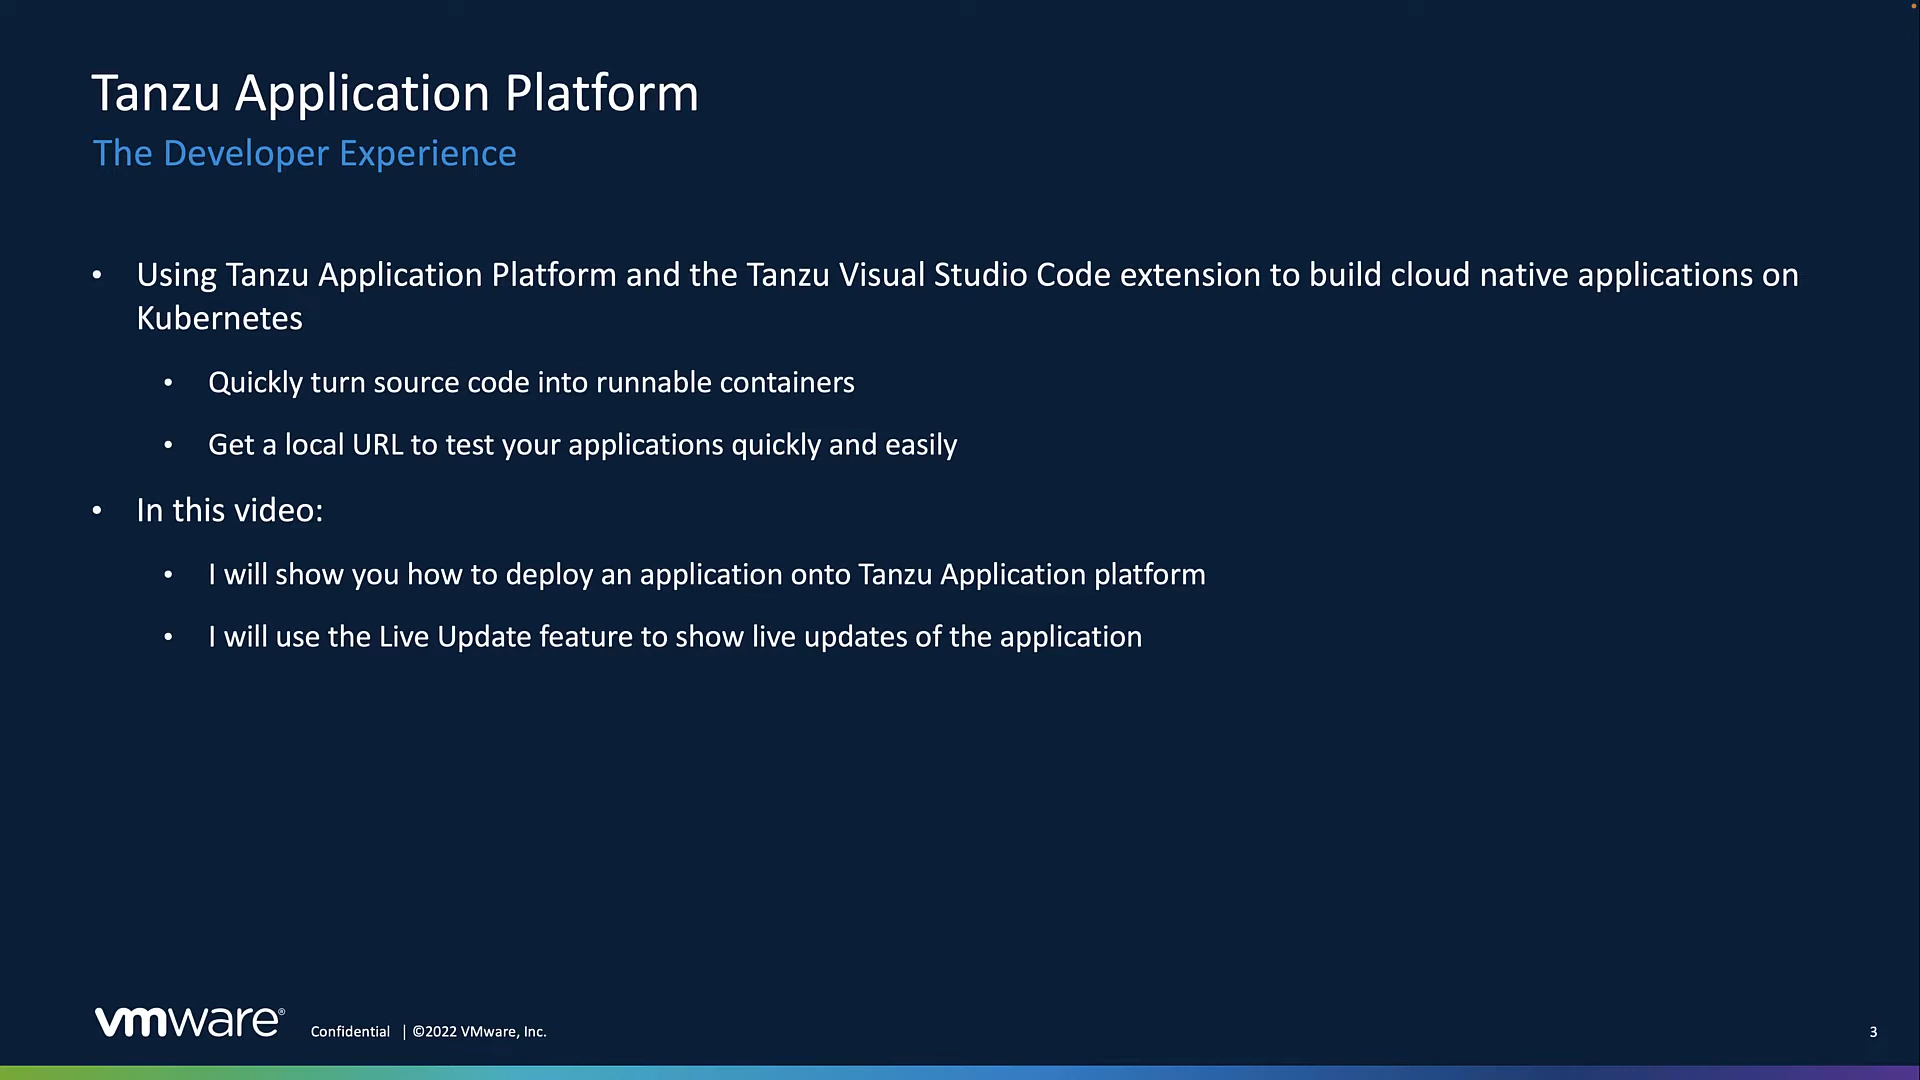 Tanzu Application Platform
The Developer Experience
• Using Tanzu Application Platform and the Tanzu Visual Studio Code extension to build cloud native applications on
Kubernetes
• Quickly turn source code into runnable containers
• Get a local URL to test your applications quickly and easily
• In this video:
• I will show you how to deploy an application onto Tanzu Application platform
• I will use the Live Update feature to show live updates of the application
vmware® Confidential | ©2022 VMware, Inc. 3